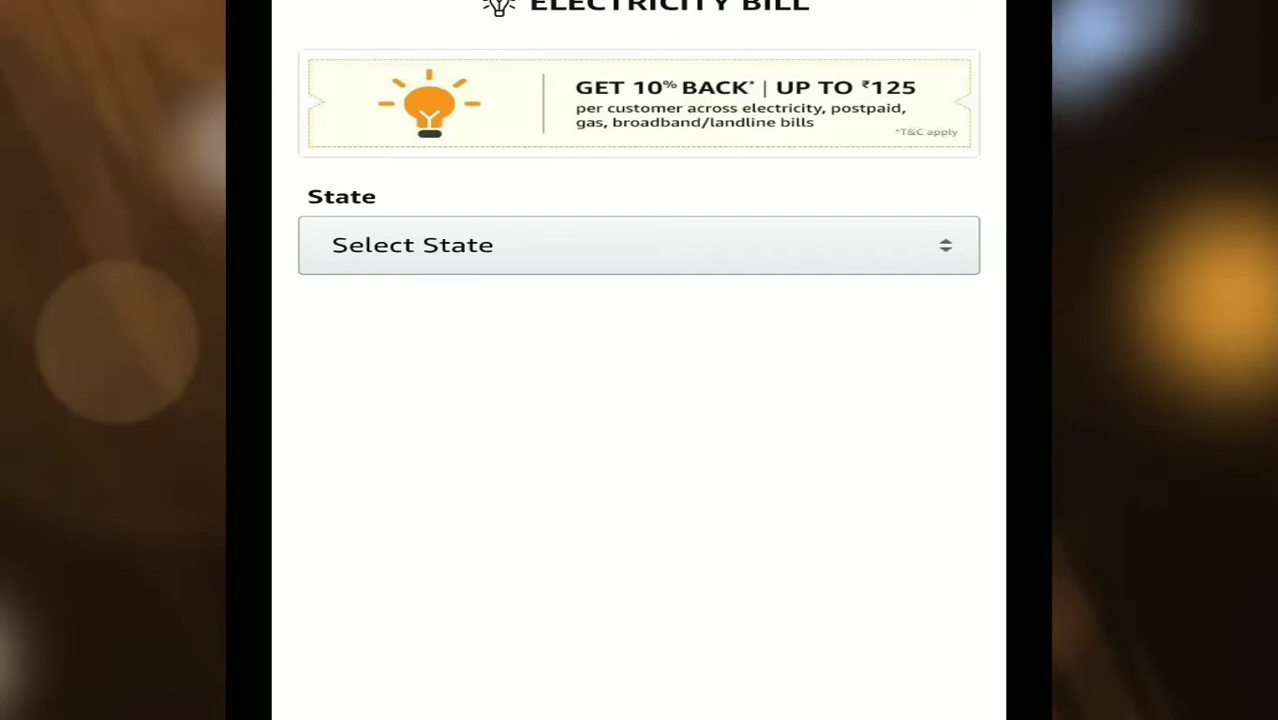 ELECTRICITY BILL
GET 10% BACK* | UP TO ₹125
per customer across electricity, postpaid,
gas, broadband/landline bills
*T&C apply
State
Select State